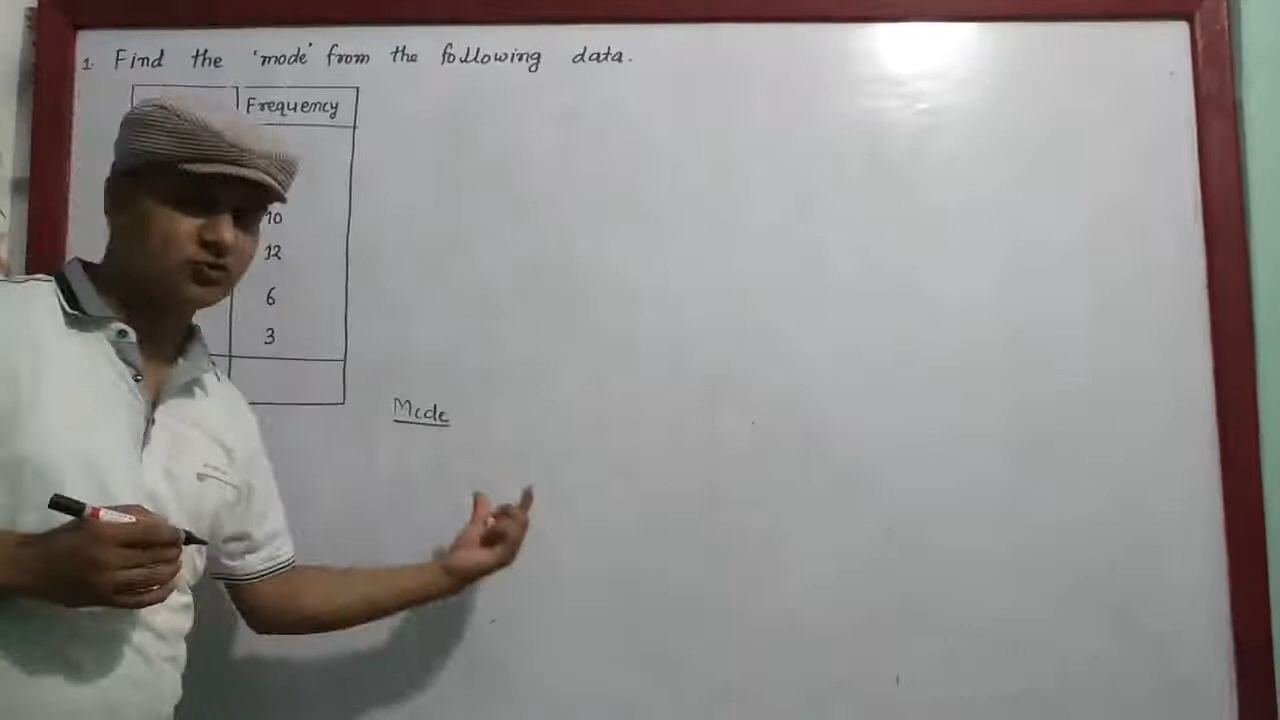 1. Find the 'mode' from the following data.
Frequency
10
12
6
3
Mode